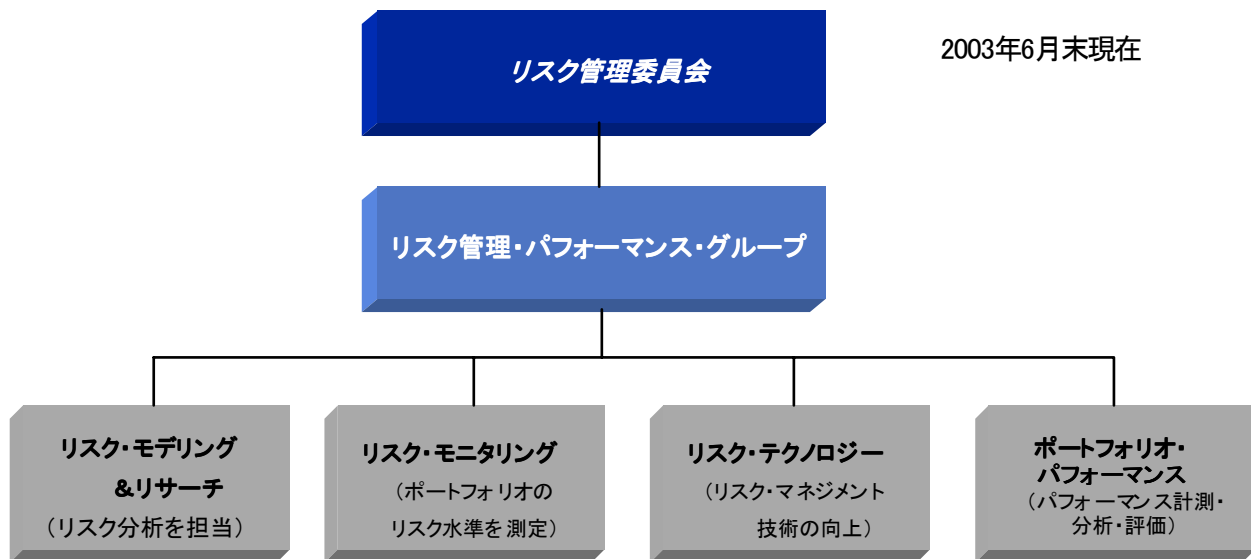 リスク管理委員会
2003年6月末現在
リスク管理・パフォーマンス・グループ
リスク・モデリング
&リサーチ
(リスク分析を担当)
リスク・モニタリング
(ポートフォリオの
リスク水準を測定)
リスク・テクノロジー
(リスク・マネジメント
技術の向上)
ポートフォリオ・
パフォーマンス
(パフォーマンス計測・
分析・評価)